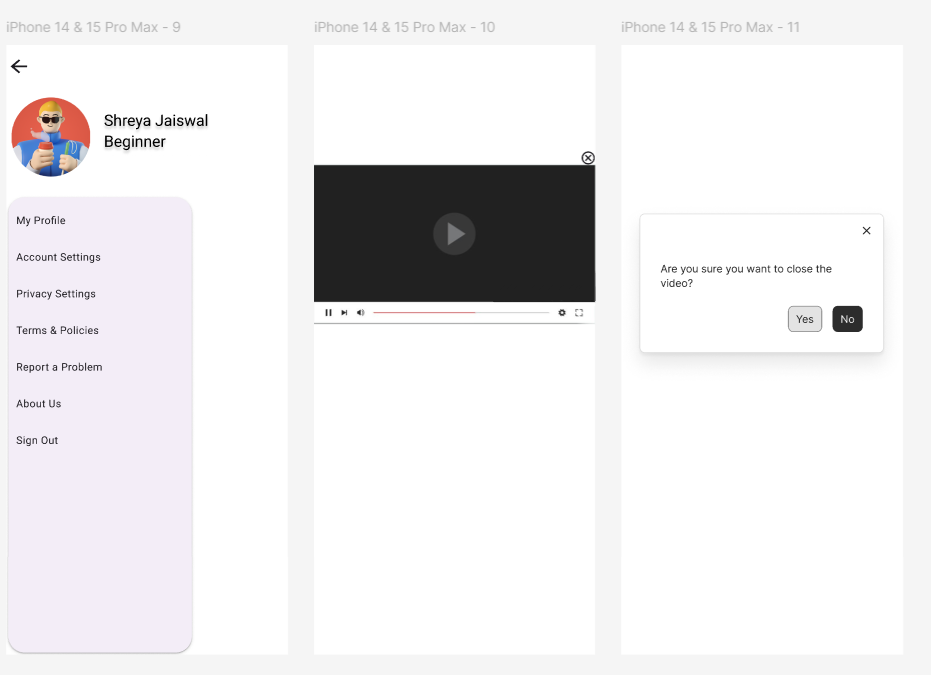 iPhone 14 & 15 Pro Max - 9
Shreya Jaiswal
Beginner
My Profile
Account Settings
Privacy Settings
Terms & Policies
Report a Problem
About Us
Sign Out
iPhone 14 & 15 Pro Max - 10
iPhone 14 & 15 Pro Max - 11
Are you sure you want to close the
video?
Yes
No